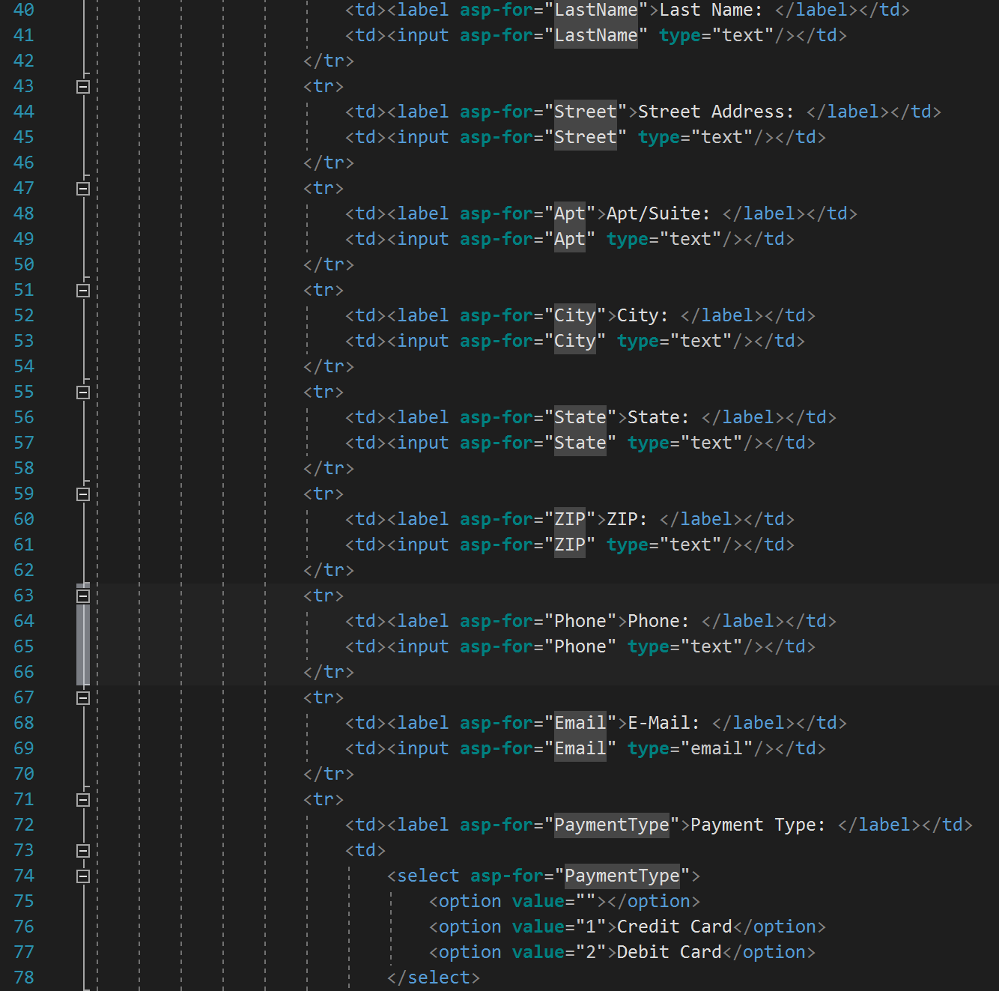 40 <td><label asp-for="LastName">Last Name: </label></td>
41 <td><input asp-for="LastName" type="text"/></td>
42 </tr>
43 <tr>
44 <td><label asp-for="Street">Street Address: </label></td>
45 <td><input asp-for="Street" type="text"/></td>
46 </tr>
47 <tr>
48 <td><label asp-for="Apt">Apt/Suite: </label></td>
49 <td><input asp-for="Apt" type="text"/></td>
50 </tr>
51 <tr>
52 <td><label asp-for="City">City: </label></td>
53 <td><input asp-for="City" type="text"/></td>
54 </tr>
55 <tr>
56 <td><label asp-for="State">State: </label></td>
57 <td><input asp-for="State" type="text"/></td>
58 </tr>
59 <tr>
60 <td><label asp-for="ZIP">ZIP: </label></td>
61 <td><input asp-for="ZIP" type="text"/></td>
62 </tr>
63 <tr>
64 <td><label asp-for="Phone">Phone: </label></td>
65 <td><input asp-for="Phone" type="text"/></td>
66 </tr>
67 <tr>
68 <td><label asp-for="Email">E-Mail: </label></td>
69 <td><input asp-for="Email" type="email"/></td>
70 </tr>
71 <tr>
72 <td><label asp-for="PaymentType">Payment Type: </label></td>
73 <td>
74 <select asp-for="PaymentType">
75 <option value=""></option>
76 <option value="1">Credit Card</option>
77 <option value="2">Debit Card</option>
78 </select>